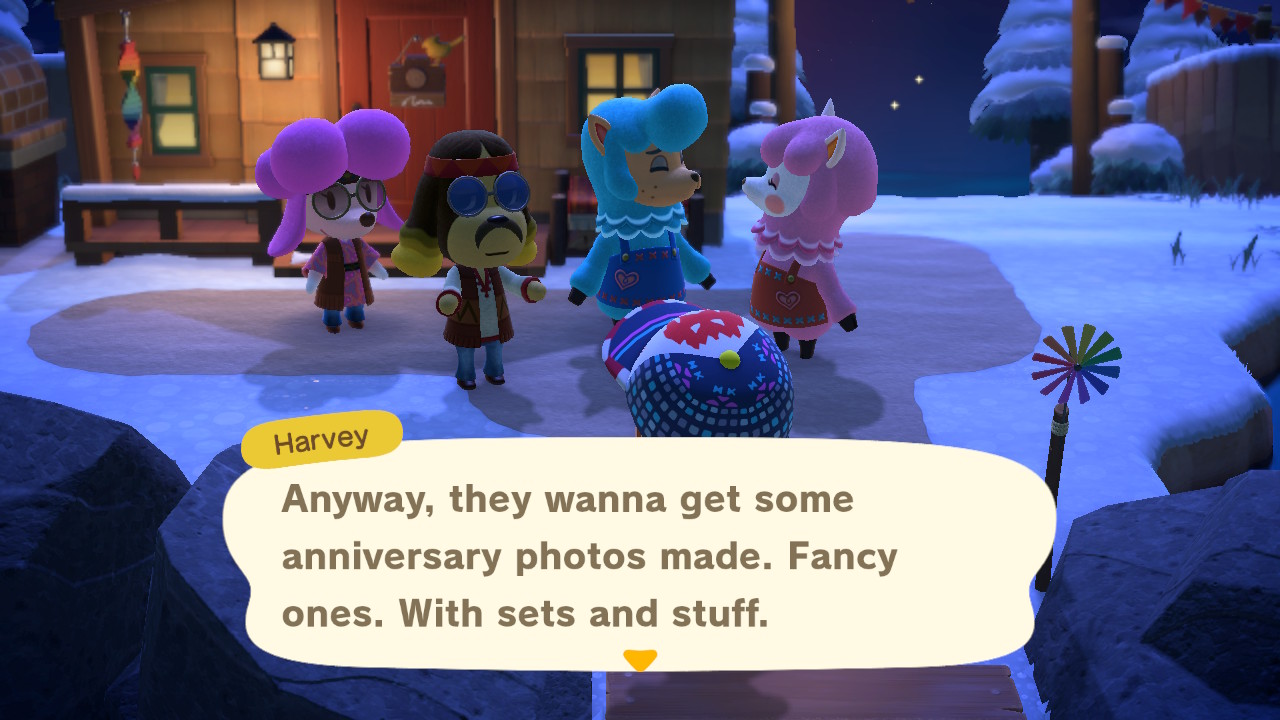 Harvey
Anyway, they wanna get some
anniversary photos made. Fancy
ones. With sets and stuff.